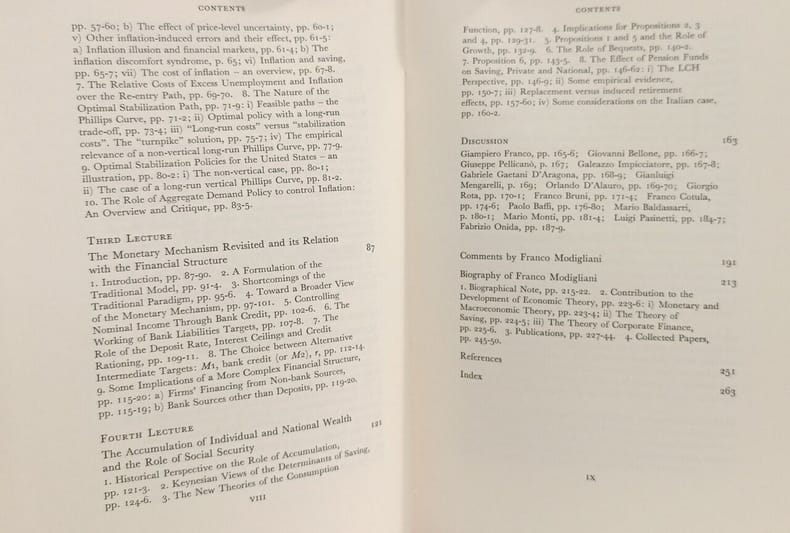 CONTENTS
pp. 57-60; b) The effect of price-level uncertainty, pp. 60-1;
v) Other inflation-induced errors and their effect, pp. 61-5:
a) Inflation illusion and financial markets, pp. 61-4; b) The
inflation discomfort syndrome, p. 65; vi) Inflation and saving,
pp. 65-7; vii) The cost of inflation – an overview, pp. 67-8.
7. The Relative Costs of Excess Unemployment and Inflation
over the Re-entry Path, pp. 69-70. 8. The Nature of the
Optimal Stabilization Path, pp. 71-9: i) Feasible paths – the
Phillips Curve, pp. 71-2; ii) Optimal policy with a long-run
trade-off, pp. 73-4; iii) "Long-run costs" versus "stabilization
costs". The "turnpike" solution, pp. 75-7; iv) The empirical
relevance of a non-vertical long-run Phillips Curve, pp. 77-9.
9. Optimal Stabilization Policies for the United States – an
illustration, pp. 80-2: i) The non-vertical case, pp. 80-1;
ii) The case of a long-run vertical Phillips Curve, pp. 81-2.
10. The Role of Aggregate Demand Policy to control Inflation:
An Overview and Critique, pp. 83-5.
THIRD LECTURE
The Monetary Mechanism Revisited and its Relation
with the Financial Structure 87
1. Introduction, pp. 87-90. 2. A Formulation of the
Traditional Model, pp. 91-4. 3. Shortcomings of the
Traditional Paradigm, pp. 95-6. 4. Toward a Broader View
of the Monetary Mechanism, pp. 97-101. 5. Controlling
Nominal Income Through Bank Credit, pp. 102-6. 6. The
Working of Bank Liabilities Targets, pp. 107-8. 7. The
Role of the Deposit Rate, Interest Ceilings and Credit
Rationing, pp. 109-11. 8. The Choice between Alternative
Intermediate Targets: M1, bank credit (or M2), r, pp. 112-14.
9. Some Implications of a More Complex Financial Structure,
pp. 115-20: a) Firms' Financing from Non-bank Sources,
pp. 115-19; b) Bank Sources other than Deposits, pp. 119-20.
FOURTH LECTURE
The Accumulation of Individual and National Wealth 121
and the Role of Social Security
1. Historical Perspective on the Role of Accumulation,
pp. 121-3. 2. Keynesian Views of the Determinants of Saving,
pp. 124-6. 3. The New Theories of the Consumption
VIII
CONTENTS
Function, pp. 127-8. 4. Implications for Propositions 2, 3
and 4, pp. 129-31. 5. Propositions 1 and 5 and the Role of
Growth, pp. 132-9. 6. The Role of Bequests, pp. 140-2.
7. Proposition 6, pp. 143-5. 8. The Effect of Pension Funds
on Saving, Private and National, pp. 146-62: i) The LCH
Perspective, pp. 146-9; ii) Some empirical evidence,
pp. 150-7; iii) Replacement versus induced retirement
effects, pp. 157-60; iv) Some considerations on the Italian case,
pp. 160-2.
DISCUSSION 163
Giampiero Franco, pp. 165-6; Giovanni Bellone, pp. 166-7;
Giuseppe Pellicanò, p. 167; Galeazzo Impicciatore, pp. 167-8;
Gabriele Gaetani D'Aragona, pp. 168-9; Gianluigi
Mengarelli, p. 169; Orlando D'Alauro, pp. 169-70; Giorgio
Rota, pp. 170-1; Franco Bruni, pp. 171-4; Franco Cotula,
pp. 174-6; Paolo Baffi, pp. 176-80; Mario Baldassarri,
p. 180-1; Mario Monti, pp. 181-4; Luigi Pasinetti, pp. 184-7;
Fabrizio Onida, pp. 187-9.
Comments by Franco Modigliani 191
Biography of Franco Modigliani 213
1. Biographical Note, pp. 215-22. 2. Contribution to the
Development of Economic Theory, pp. 223-6: i) Monetary and
Macroeconomic Theory, pp. 223-4; ii) The Theory of
Saving, pp. 224-5; iii) The Theory of Corporate Finance,
pp. 225-6. 3. Publications, pp. 227-44. 4. Collected Papers,
pp. 245-50.
References 251
Index 263
IX